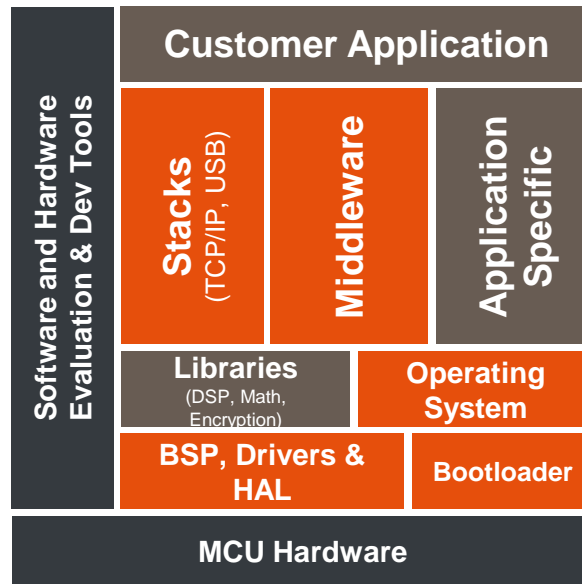 Customer Application
Software and Hardware
Evaluation & Dev Tools
Stacks
(TCP/IP, USB)
Middleware
Application
Specific
Libraries
(DSP, Math,
Encryption)
Operating
System
BSP, Drivers &
HAL
Bootloader
MCU Hardware